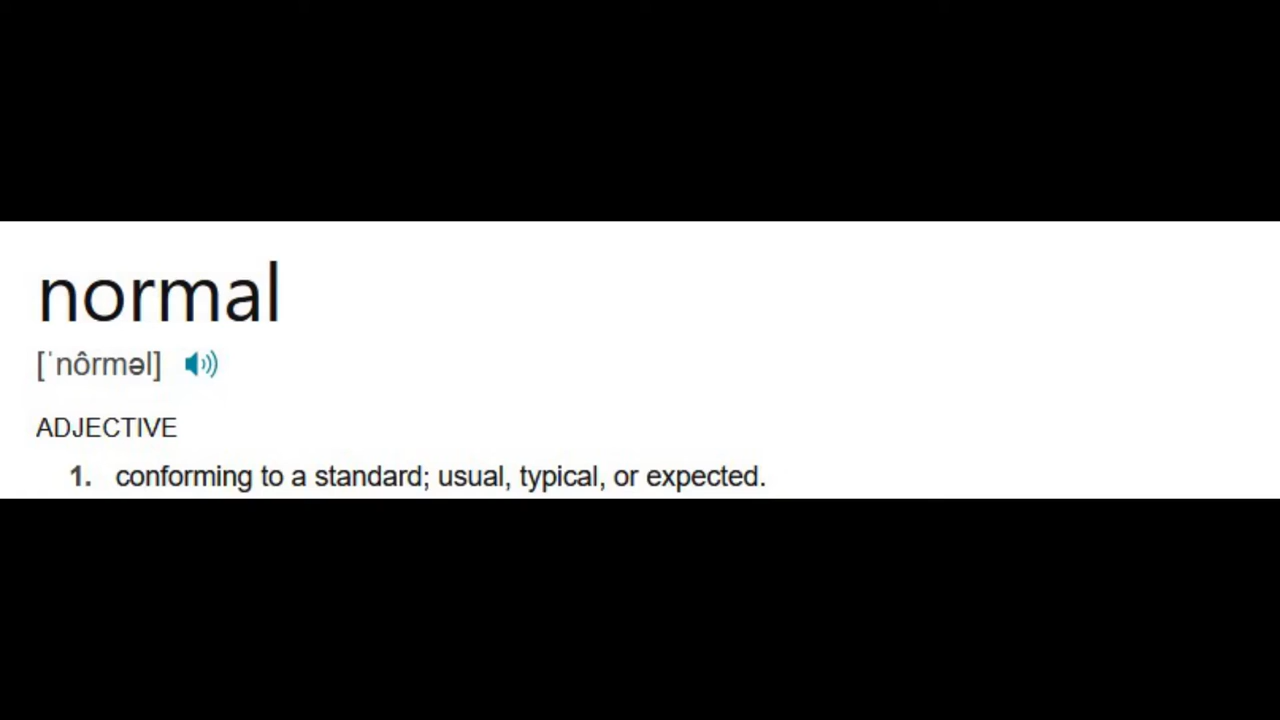 normal
[ˈnôrməl]
ADJECTIVE
1. conforming to a standard; usual, typical, or expected.